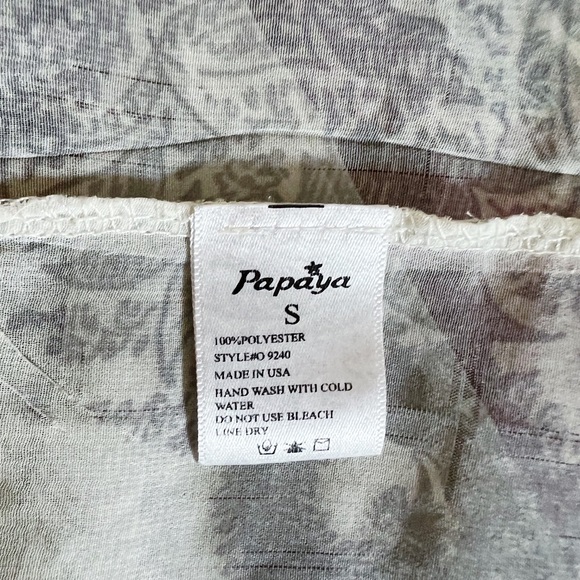 Papaya
S
100%POLYESTER
STYLE#O 9240
MADE IN USA
HAND WASH WITH COLD
WATER
DO NOT USE BLEACH
LINE DRY